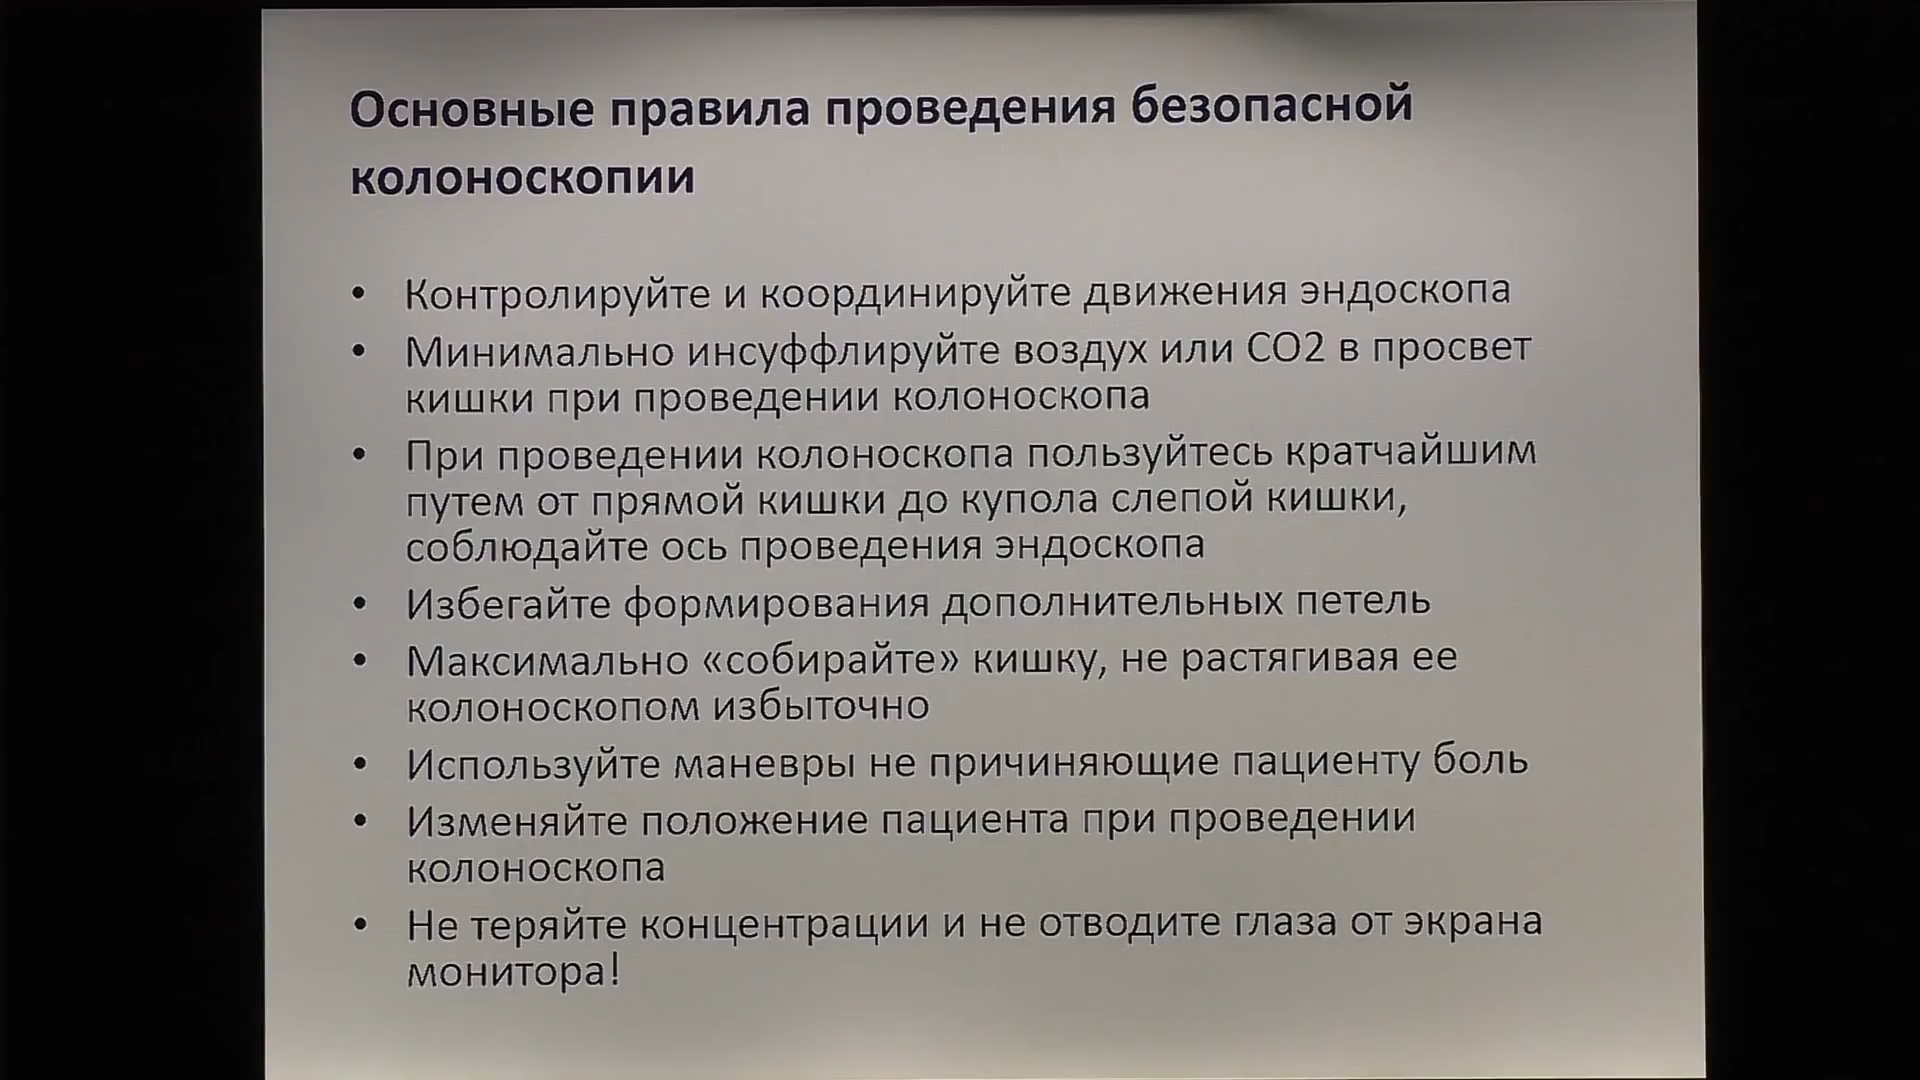 Основные правила проведения безопасной
колоноскопии
• Контролируйте и координируйте движения эндоскопа
• Минимально инсуффлируйте воздух или СО2 в просвет
кишки при проведении колоноскопа
• При проведении колоноскопа пользуйтесь кратчайшим
путем от прямой кишки до купола слепой кишки,
соблюдайте ось проведения эндоскопа
• Избегайте формирования дополнительных петель
• Максимально «собирайте» кишку, не растягивая ее
колоноскопом избыточно
• Используйте маневры не причиняющие пациенту боль
• Изменяйте положение пациента при проведении
колоноскопа
• Не теряйте концентрации и не отводите глаза от экрана
монитора!